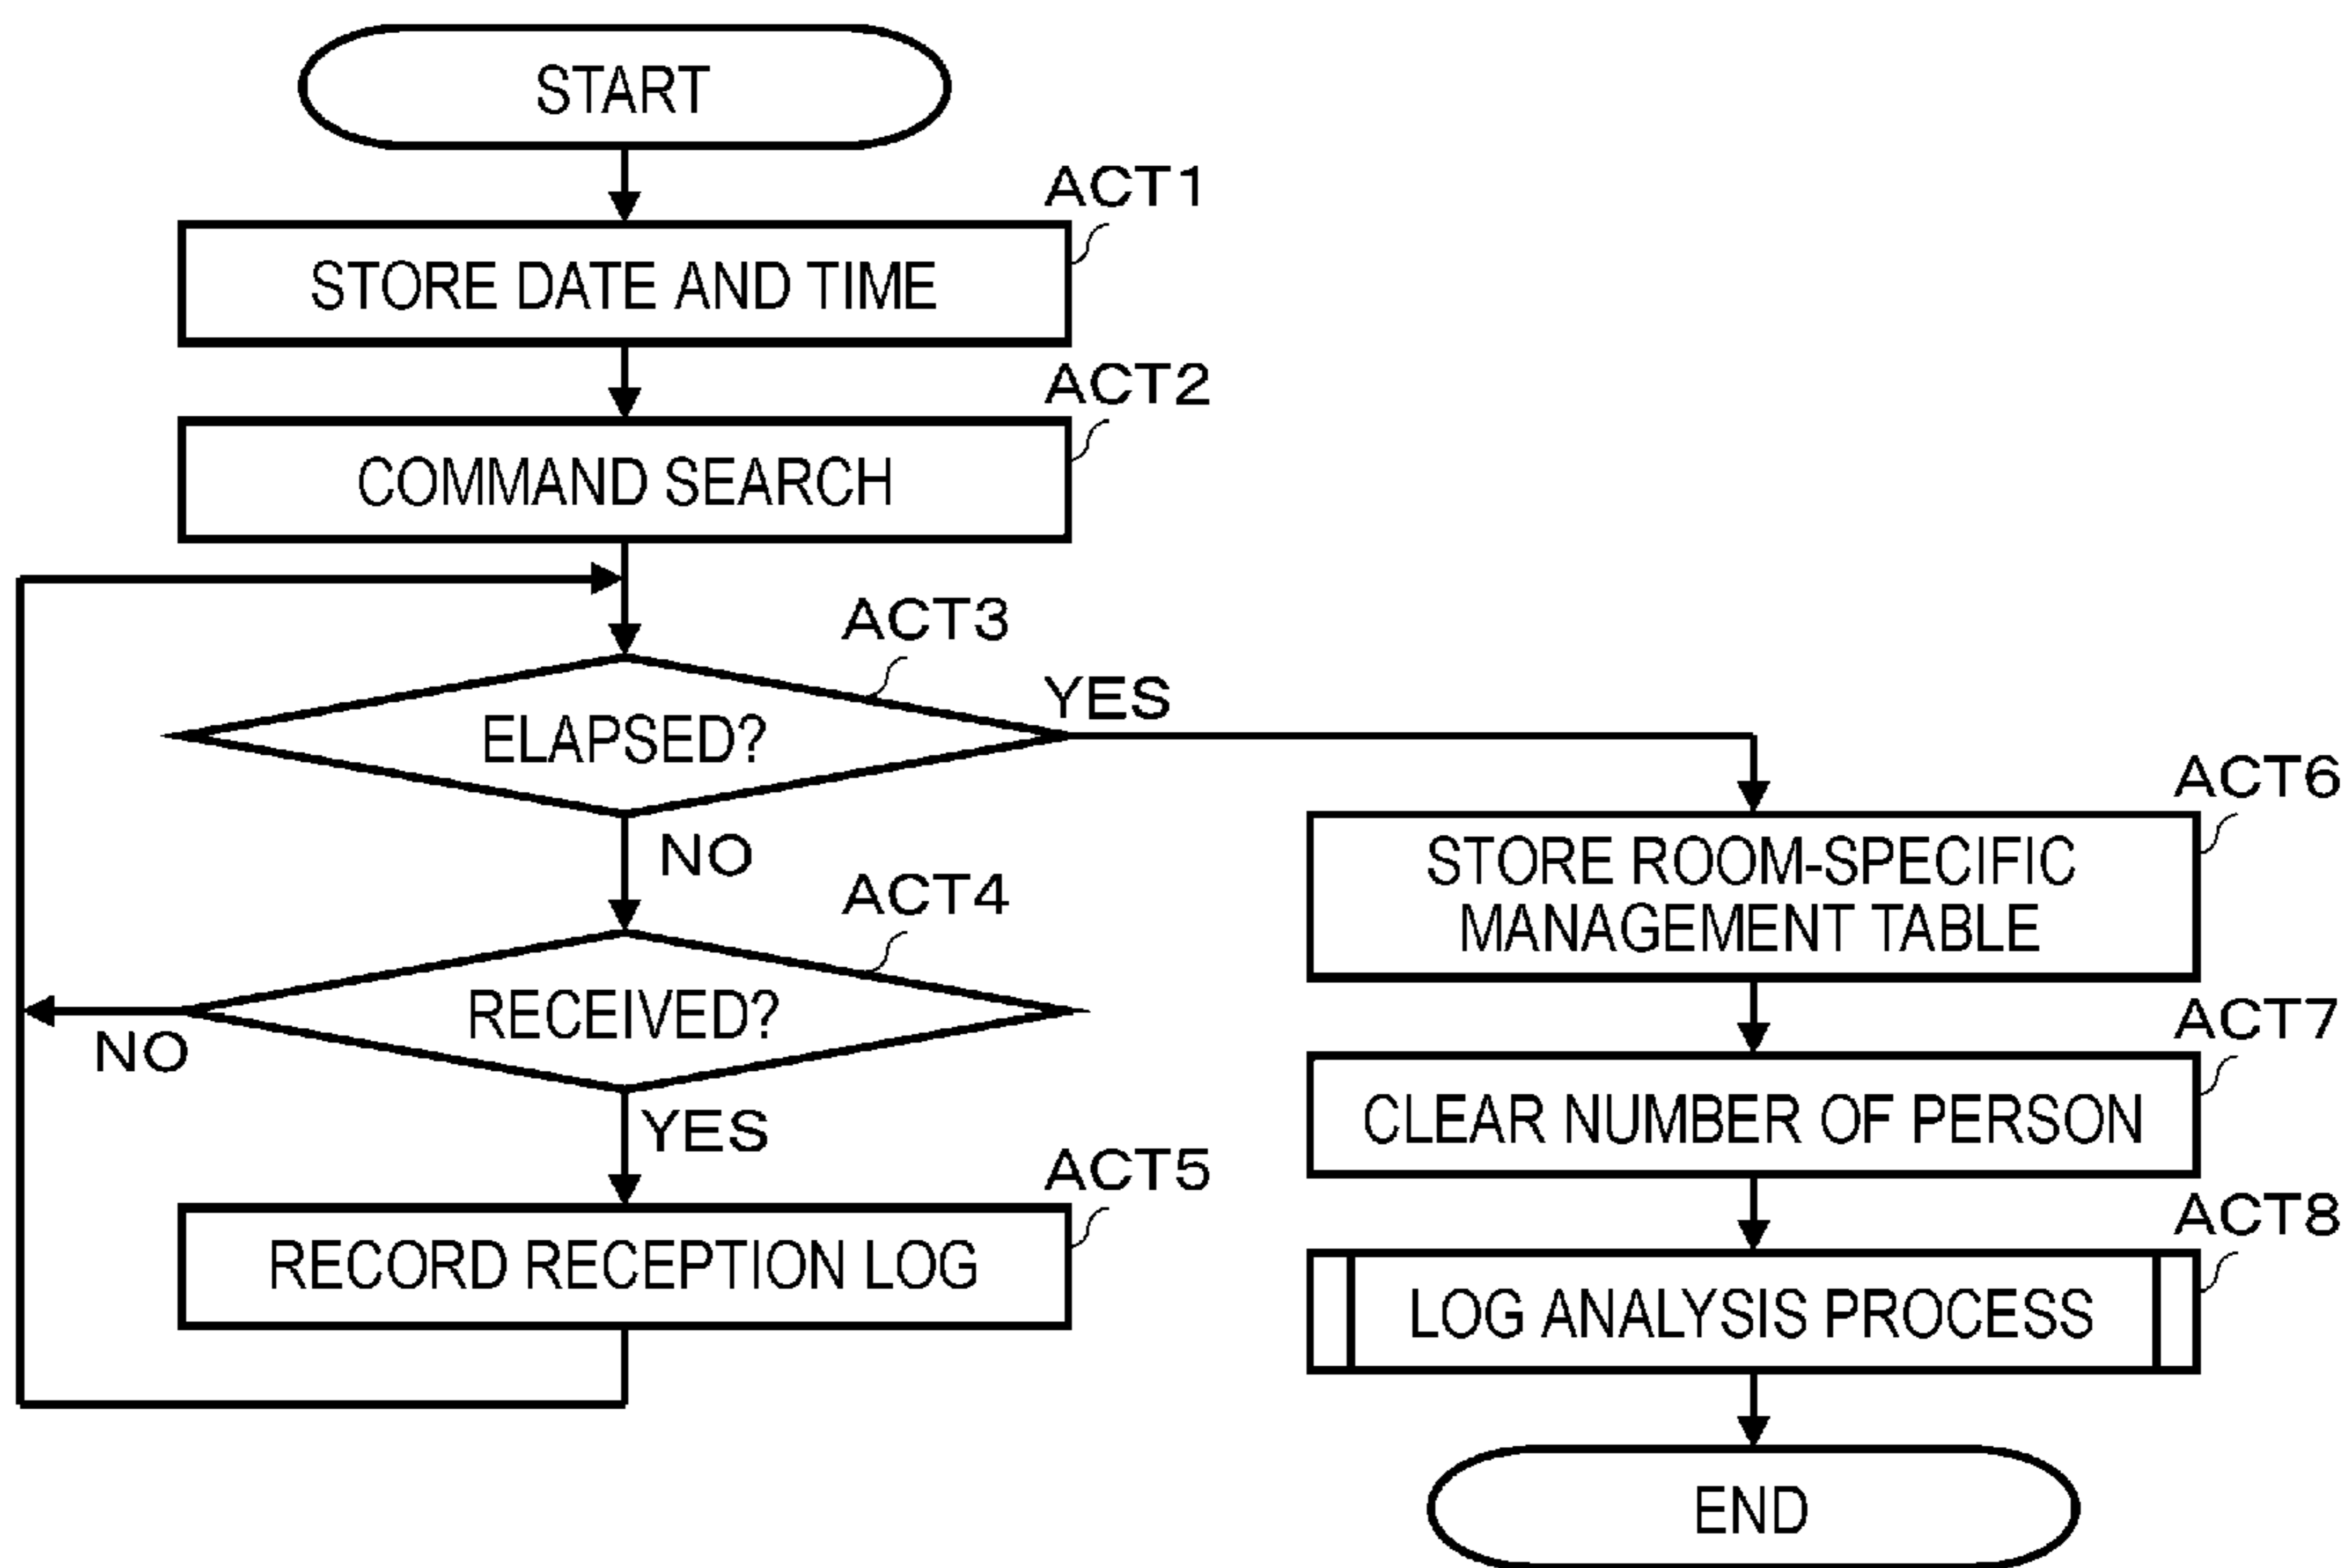 START
ACT1
STORE DATE AND TIME
ACT2
COMMAND SEARCH
ACT3
ELAPSED?
YES
NO
ACT4
RECEIVED?
NO
YES
ACT5
RECORD RECEPTION LOG
ACT6
STORE ROOM-SPECIFIC
MANAGEMENT TABLE
ACT7
CLEAR NUMBER OF PERSON
ACT8
LOG ANALYSIS PROCESS
END